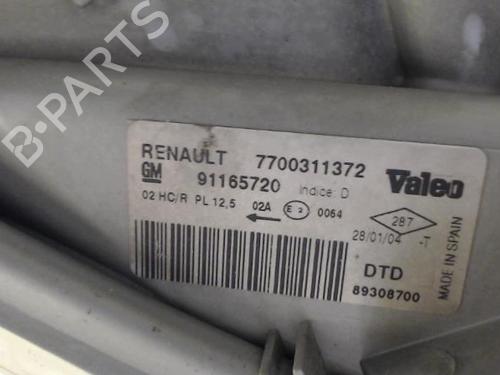 B-PARTS
RENAULT 7700311372
GM 91165720 Indice: D Valeo
02 HC/R PL 12,5 02A E2 0064 287
28/01/04 -T
MADE IN SPAIN
DTD
89308700